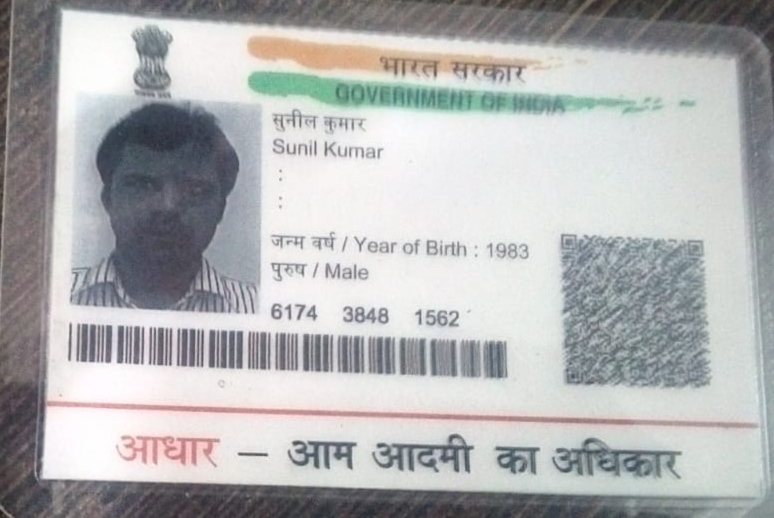 भारत सरकार
GOVERNMENT OF INDIA
सुनील कुमार
Sunil Kumar
:
:
जन्म वर्ष / Year of Birth : 1983
पुरुष / Male
6174 3848 1562
आधार – आम आदमी का अधिकार